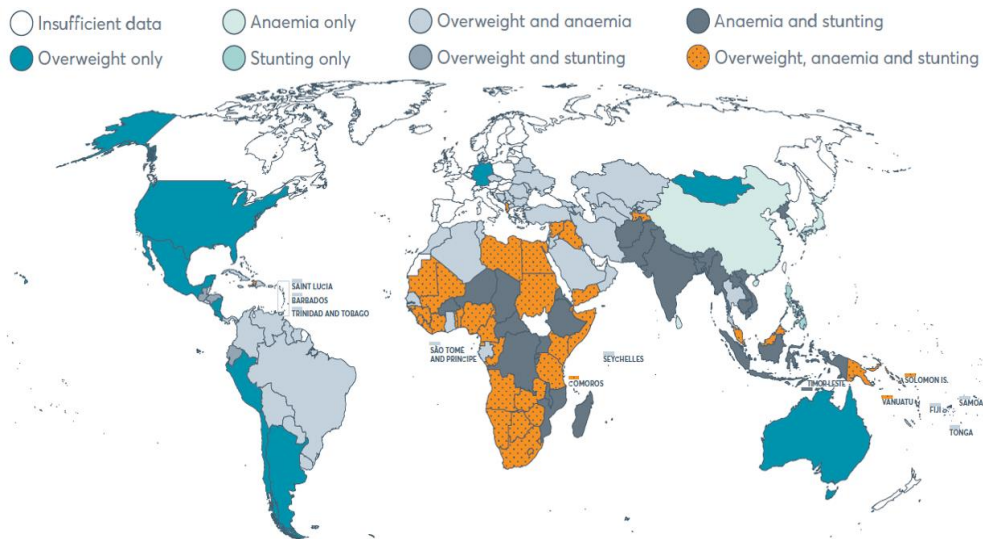 Insufficient data
Anaemia only
Overweight and anaemia
Anaemia and stunting
Overweight only
Stunting only
Overweight and stunting
Overweight, anaemia and stunting
SAINT LUCIA
BARBADOS
TRINIDAD AND TOBAGO
SÃO TOMÉ
AND PRINCIPE
SEYCHELLES
COMOROS
TIMOR-LESTE
SOLOMON IS.
VANUATU
FIJI
SAMOA
TONGA